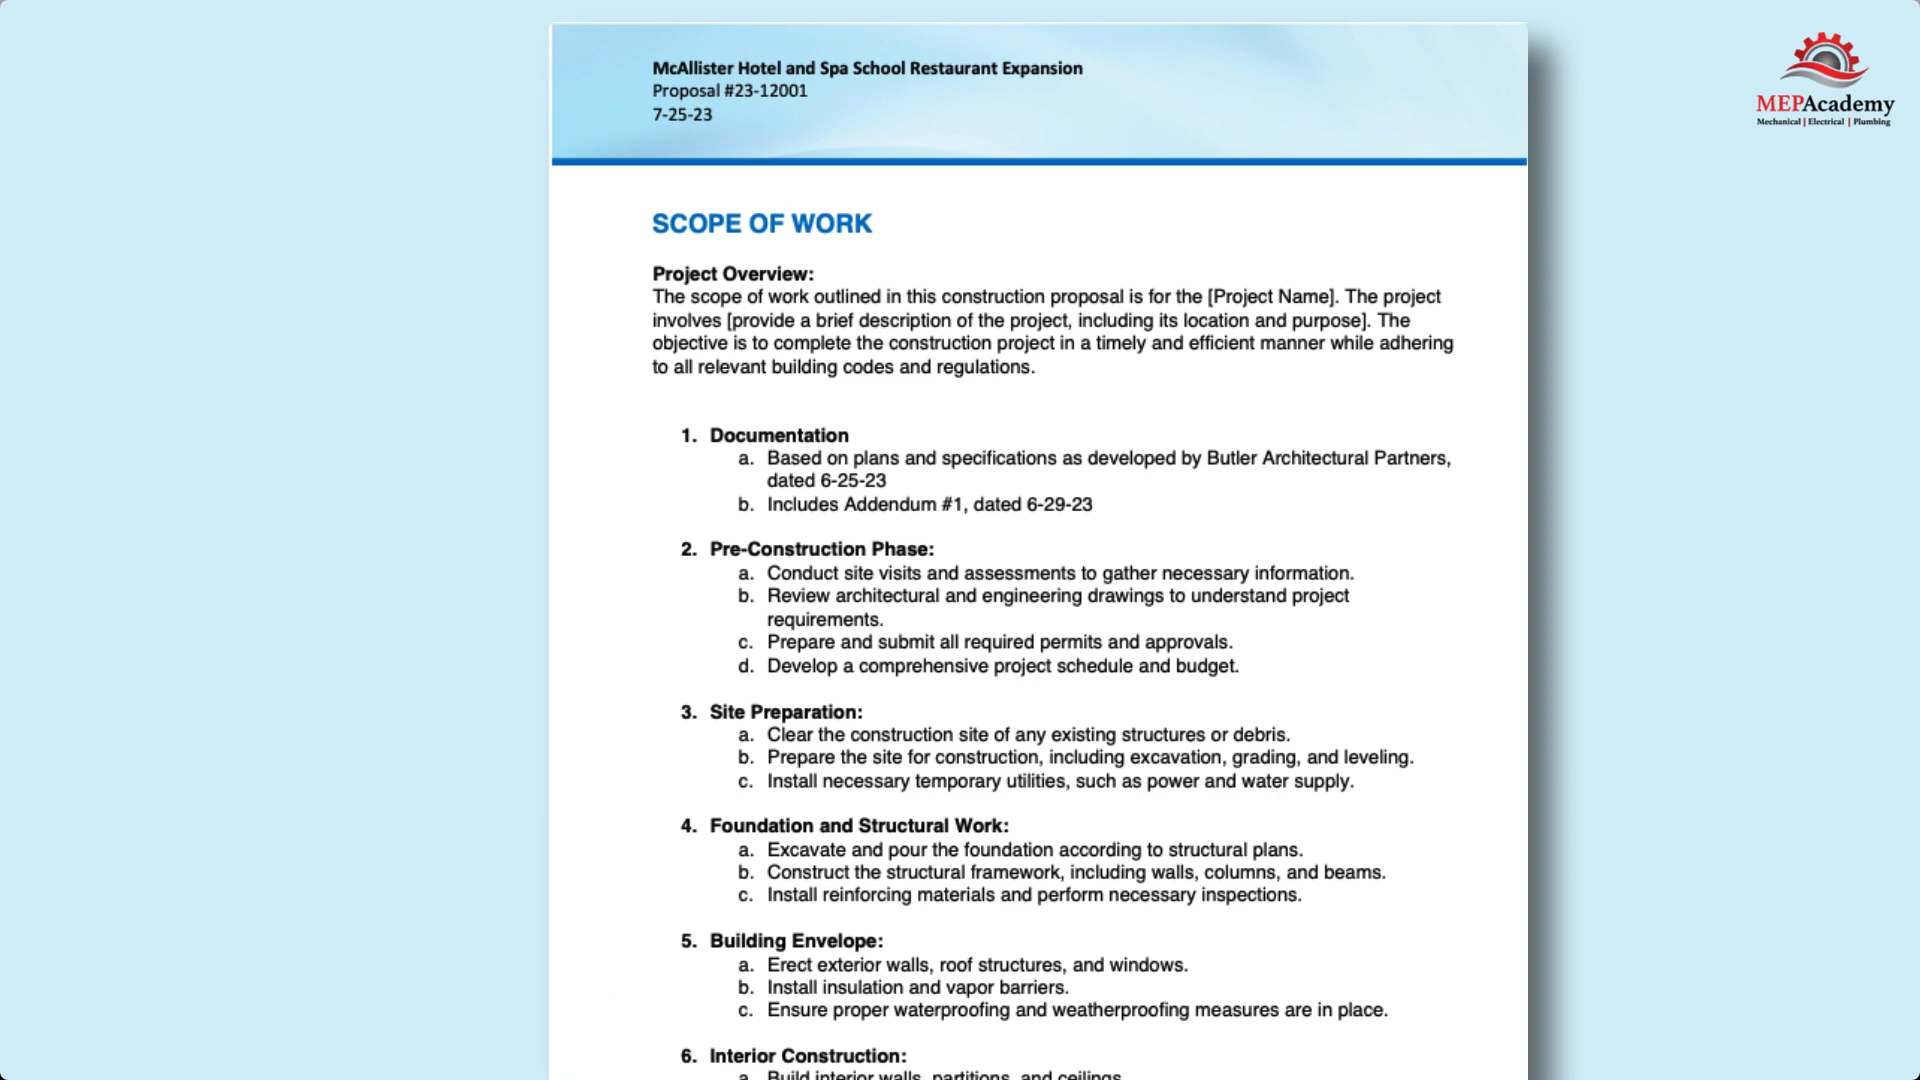 McAllister Hotel and Spa School Restaurant Expansion
Proposal #23-12001
7-25-23
MEPAcademy
Mechanical | Electrical | Plumbing
SCOPE OF WORK
Project Overview:
The scope of work outlined in this construction proposal is for the [Project Name]. The project
involves [provide a brief description of the project, including its location and purpose]. The
objective is to complete the construction project in a timely and efficient manner while adhering
to all relevant building codes and regulations.
1. Documentation
a. Based on plans and specifications as developed by Butler Architectural Partners,
dated 6-25-23
b. Includes Addendum #1, dated 6-29-23
2. Pre-Construction Phase:
a. Conduct site visits and assessments to gather necessary information.
b. Review architectural and engineering drawings to understand project
requirements.
c. Prepare and submit all required permits and approvals.
d. Develop a comprehensive project schedule and budget.
3. Site Preparation:
a. Clear the construction site of any existing structures or debris.
b. Prepare the site for construction, including excavation, grading, and leveling.
c. Install necessary temporary utilities, such as power and water supply.
4. Foundation and Structural Work:
a. Excavate and pour the foundation according to structural plans.
b. Construct the structural framework, including walls, columns, and beams.
c. Install reinforcing materials and perform necessary inspections.
5. Building Envelope:
a. Erect exterior walls, roof structures, and windows.
b. Install insulation and vapor barriers.
c. Ensure proper waterproofing and weatherproofing measures are in place.
6. Interior Construction:
a. Build interior walls, partitions, and ceilings.